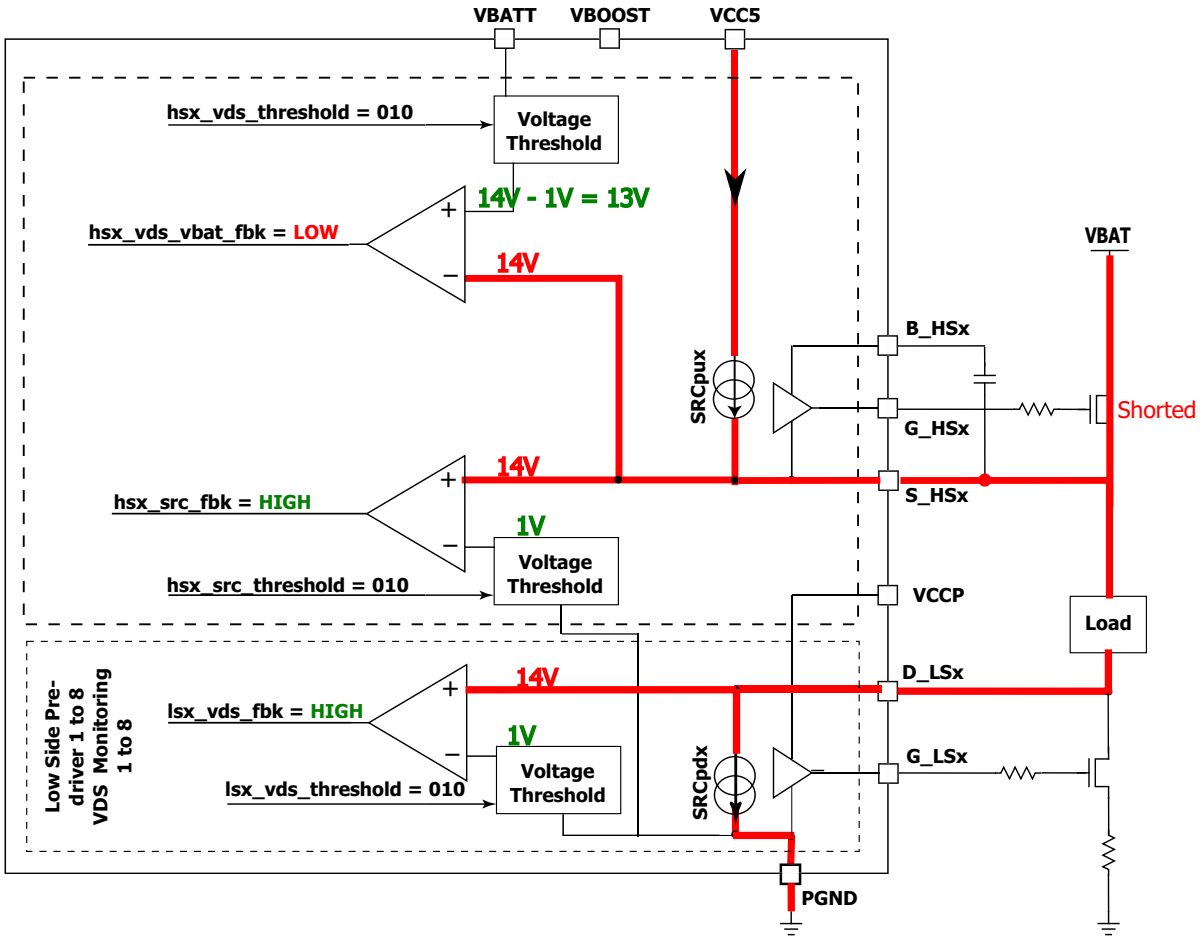 VBATT VBOOST VCC5
hsx_vds_threshold = 010
Voltage
Threshold
14V - 1V = 13V
+
hsx_vds_vbat_fbk = LOW
−
14V
VBAT
B_HSx
SRCpux
Shorted
G_HSx
14V
+
S_HSx
hsx_src_fbk = HIGH
1V
−
Voltage
Threshold
hsx_src_threshold = 010
VCCP
Load
Low Side Pre-
driver 1 to 8
VDS Monitoring
1 to 8
14V
+
D_LSx
lsx_vds_fbk = HIGH
1V
−
Voltage
Threshold
lsx_vds_threshold = 010
SRCpdx
G_LSx
PGND